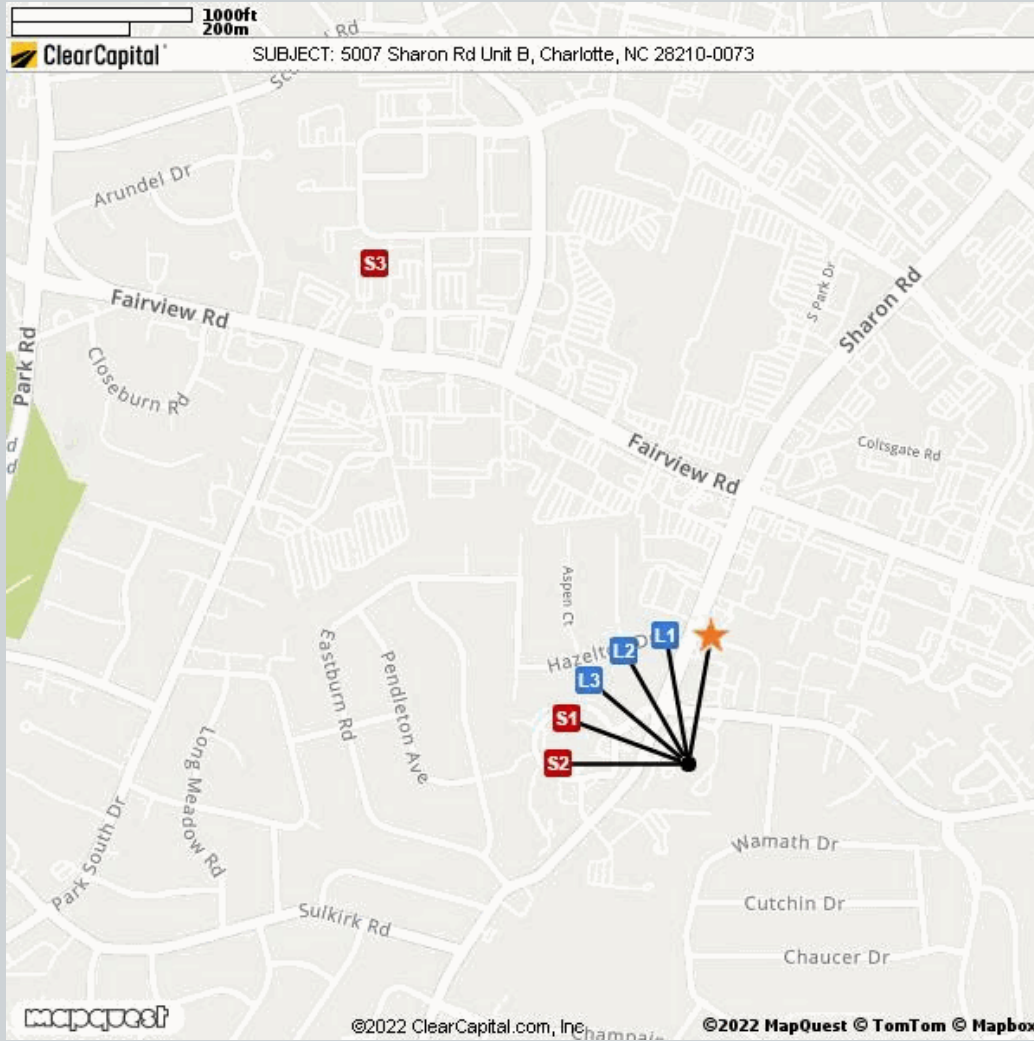 1000ft
200m
ClearCapital
SUBJECT: 5007 Sharon Rd Unit B, Charlotte, NC 28210-0073
Rd
Arundel Dr
S3
Fairview Rd
S Park Dr
Sharon Rd
Park Rd
Closeburn Rd
d
d
Fairview Rd
Coltsgate Rd
Aspen Ct
L1
L2
L3
Eastburn Rd
Pendleton Ave
S1
S2
Long Meadow Rd
Park South Dr
Wamath Dr
Cutchin Dr
Sulkirk Rd
Chaucer Dr
mapquest
©2022 ClearCapital.com, Inc.
©2022 MapQuest © TomTom © Mapbox